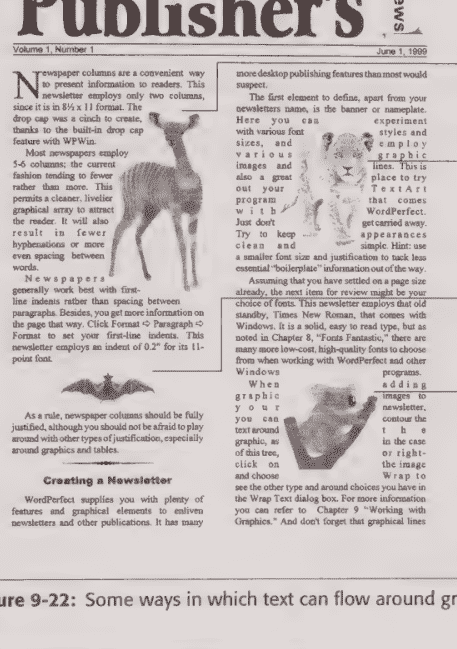 Publisher's
ews
Volume 1, Number 1
June 1, 1999
Newspaper columns are a convenient way
to present information to readers. This
newsletter employs only two columns,
since it is in 8½ x 11 format. The
drop cap was a cinch to create,
thanks to the built-in drop cap
feature with WPWin.
Most newspapers employ
5-6 columns; the current
fashion tending to fewer
rather than more. This
permits a cleaner, livelier
graphical array to attract
the reader. It will also
result in fewer
hyphenations or more
even spacing between
words.
Newspapers
generally work best with first-
line indents rather than spacing between
paragraphs. Besides, you get more information on
the page that way. Click Format ⇨ Paragraph ⇨
Format to set your first-line indents. This
newsletter employs an indent of 0.2" for its 11-
point font.
As a rule, newspaper columns should be fully
justified, although you should not be afraid to play
around with other types of justification, especially
around graphics and tables.
Creating a Newsletter
WordPerfect supplies you with plenty of
features and graphical elements to enliven
newsletters and other publications. It has many
more desktop publishing features than most would
suspect.
The first element to define, apart from your
newsletters name, is the banner or nameplate.
Here you can experiment
with various font styles and
sizes, and employ
various graphic
images and lines. This is
also a great place to try
out your TextArt
program that comes
with WordPerfect.
Just don't get carried away.
Try to keep appearances
clean and simple. Hint: use
a smaller font size and justification to tack less
essential "boilerplate" information out of the way.
Assuming that you have settled on a page size
already, the next item for review might be your
choice of fonts. This newsletter employs that old
standby, Times New Roman, that comes with
Windows. It is a solid, easy to read type, but as
noted in Chapter 8, "Fonts Fantastic," there are
many more low-cost, high-quality fonts to choose
from when working with WordPerfect and other
Windows programs.
When adding
graphic images to
your newsletter,
you can contour the
text around the
graphic, as in the case
of this tree, or right-
click on the image
and choose Wrap to
see the other type and around choices you have in
the Wrap Text dialog box. For more information
you can refer to Chapter 9 "Working with
Graphics." And don't forget that graphical lines
ure 9-22: Some ways in which text can flow around gr